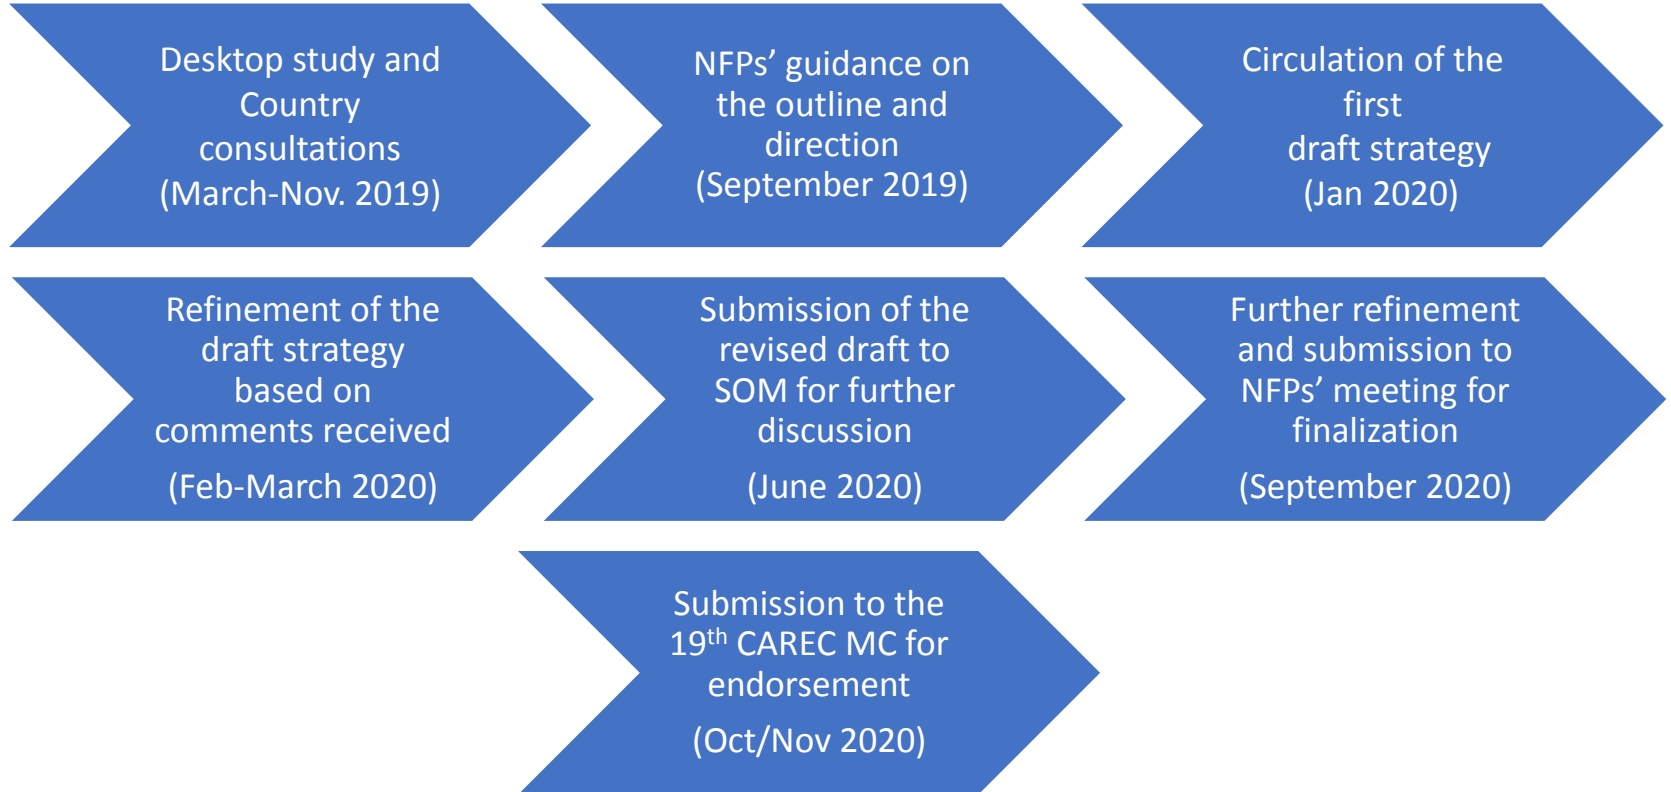 Desktop study and
Country
consultations
(March-Nov. 2019)
NFPs’ guidance on
the outline and
direction
(September 2019)
Circulation of the
first
draft strategy
(Jan 2020)
Refinement of the
draft strategy
based on
comments received
(Feb-March 2020)
Submission of the
revised draft to
SOM for further
discussion
(June 2020)
Further refinement
and submission to
NFPs’ meeting for
finalization
(September 2020)
Submission to the
19th CAREC MC for
endorsement
(Oct/Nov 2020)